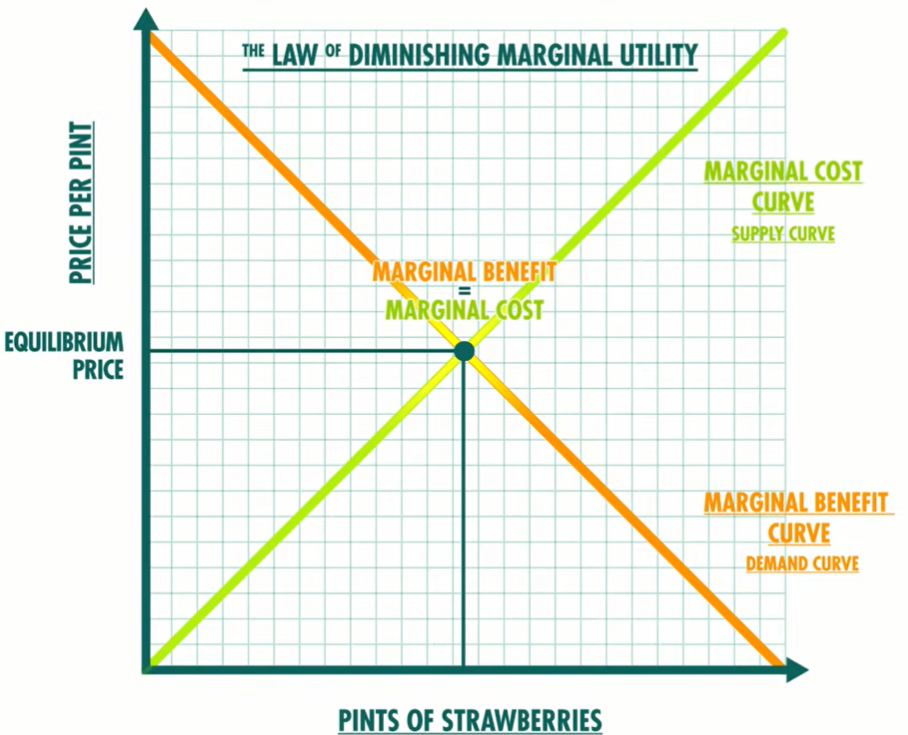 THE LAW OF DIMINISHING MARGINAL UTILITY
PRICE PER PINT
MARGINAL COST
CURVE
SUPPLY CURVE
MARGINAL BENEFIT
=
MARGINAL COST
EQUILIBRIUM
PRICE
MARGINAL BENEFIT
CURVE
DEMAND CURVE
PINTS OF STRAWBERRIES